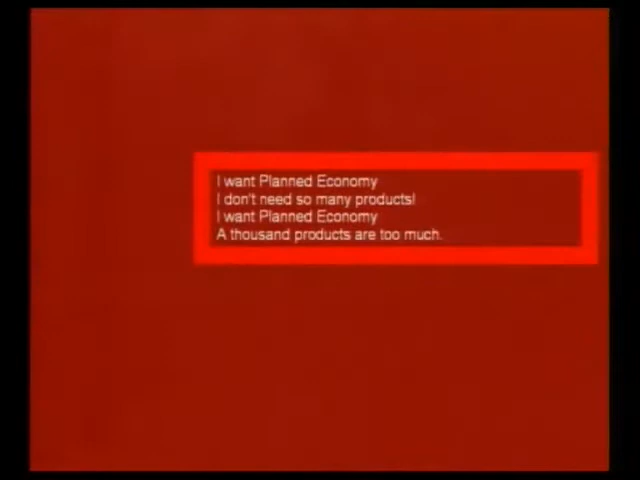 I want Planned Economy
I don't need so many products!
I want Planned Economy
A thousand products are too much.